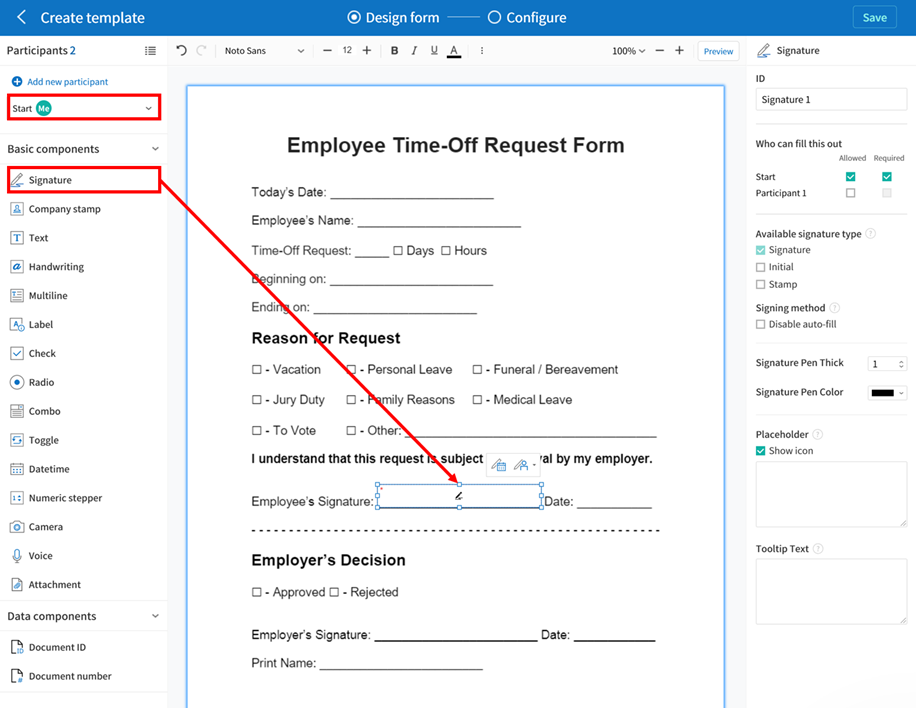 Create template
Design form
Configure
Save
Participants 2
Add new participant
Start Me
Basic components
Signature
Company stamp
Text
Handwriting
Multiline
Label
Check
Radio
Combo
Toggle
Datetime
Numeric stepper
Camera
Voice
Attachment
Data components
Document ID
Document number
Noto Sans
12
B I U A
100%
Preview
Employee Time-Off Request Form
Today's Date: ____________________
Employee's Name: ____________________
Time-Off Request: ____ ☐ Days ☐ Hours
Beginning on: ____________________
Ending on: ____________________
Reason for Request
☐ - Vacation ☐ - Personal Leave ☐ - Funeral / Bereavement
☐ - Jury Duty ☐ - Family Reasons ☐ - Medical Leave
☐ - To Vote ☐ - Other: ____________________
I understand that this request is subject val by my employer.
Employee's Signature: Date: __________
Employer's Decision
☐ - Approved ☐ - Rejected
Employer's Signature: ____________________ Date: __________
Print Name: ____________________
Signature
ID
Signature 1
Who can fill this out
Allowed Required
Start
Participant 1
Available signature type ?
Signature
Initial
Stamp
Signing method ?
Disable auto-fill
Signature Pen Thick 1
Signature Pen Color
Placeholder ?
Show icon
Tooltip Text ?